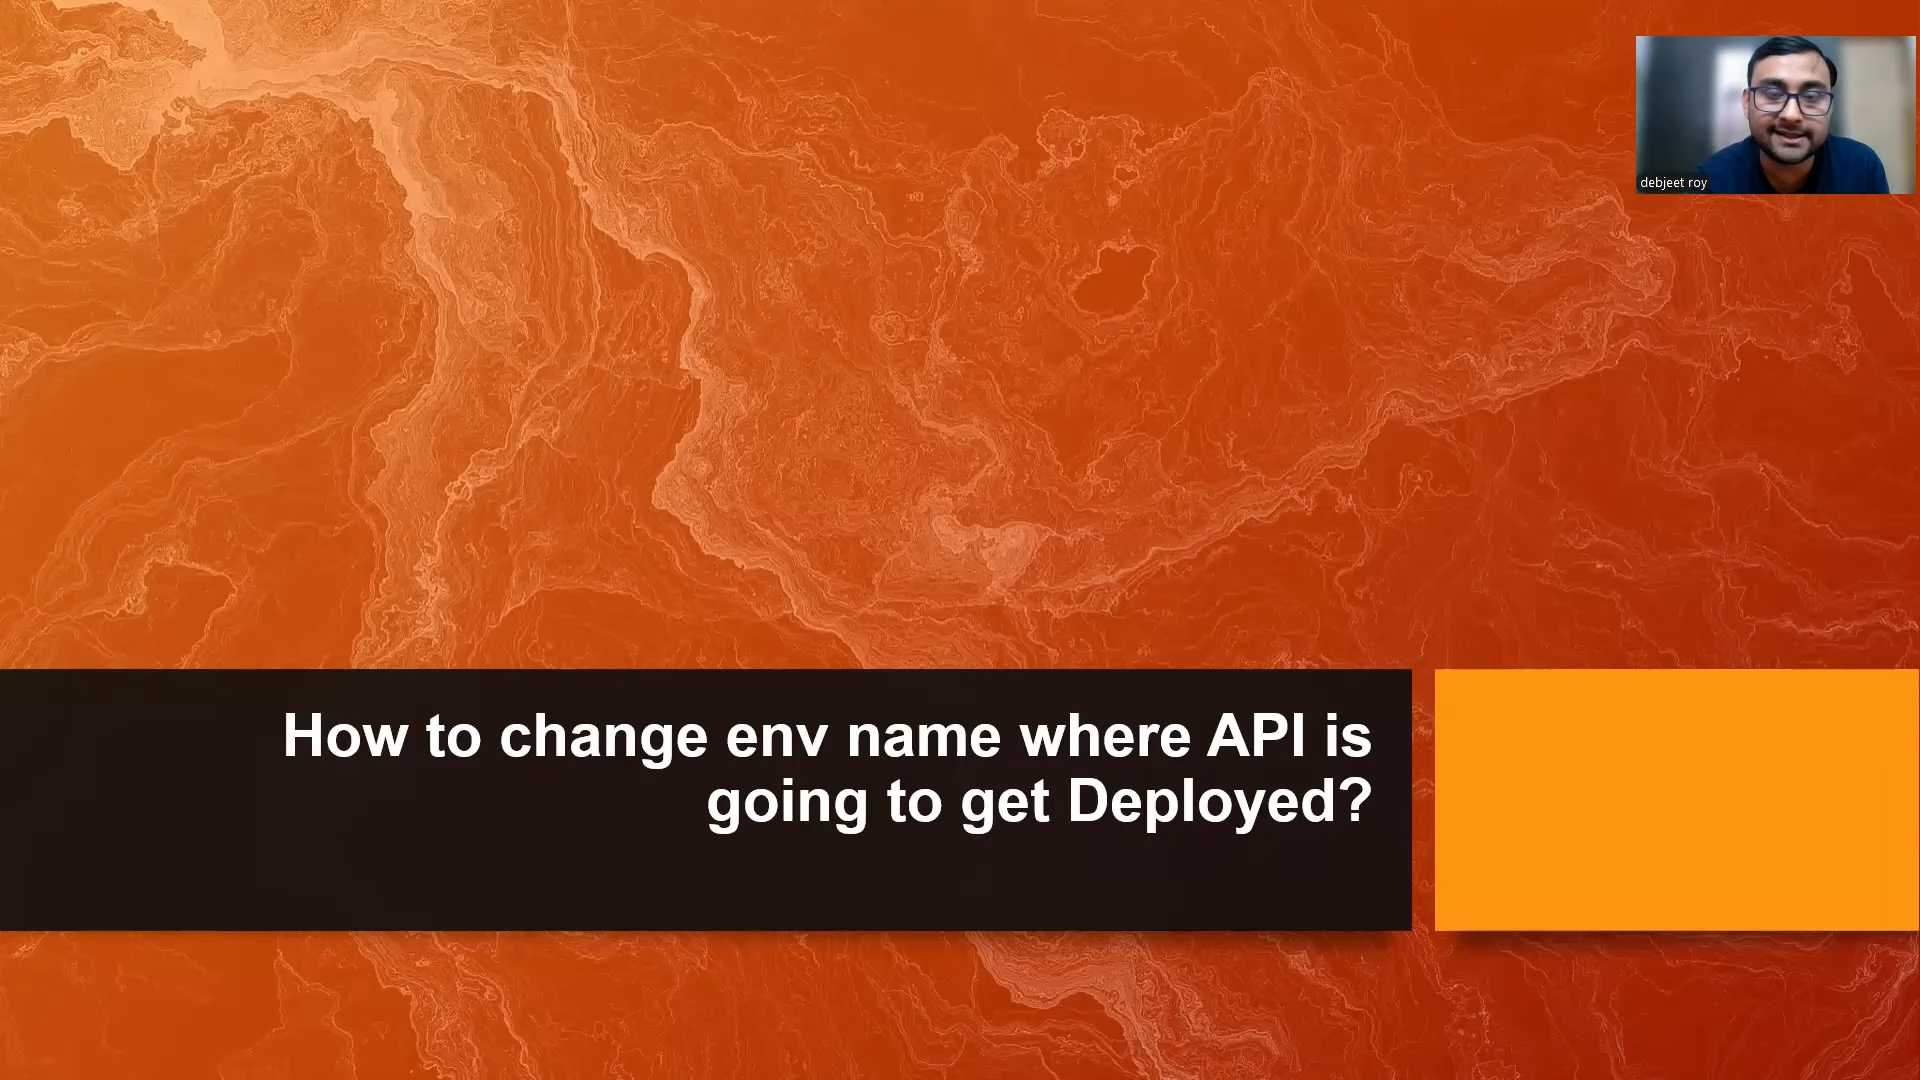 debjeet roy
How to change env name where API is
going to get Deployed?